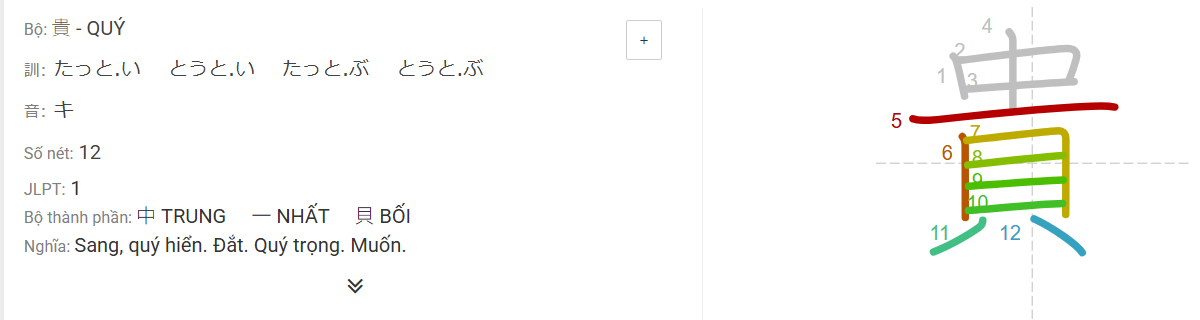 Bộ: 貴 - QUÝ
+
訓: たっと.い とうと.い たっと.ぶ とうと.ぶ
音: キ
Số nét: 12
JLPT: 1
Bộ thành phần: 中 TRUNG 一 NHẤT 貝 BỐI
Nghĩa: Sang, quý hiển. Đắt. Quý trọng. Muốn.
貴
4
2
1
3
5
7
6
8
9
10
11 12